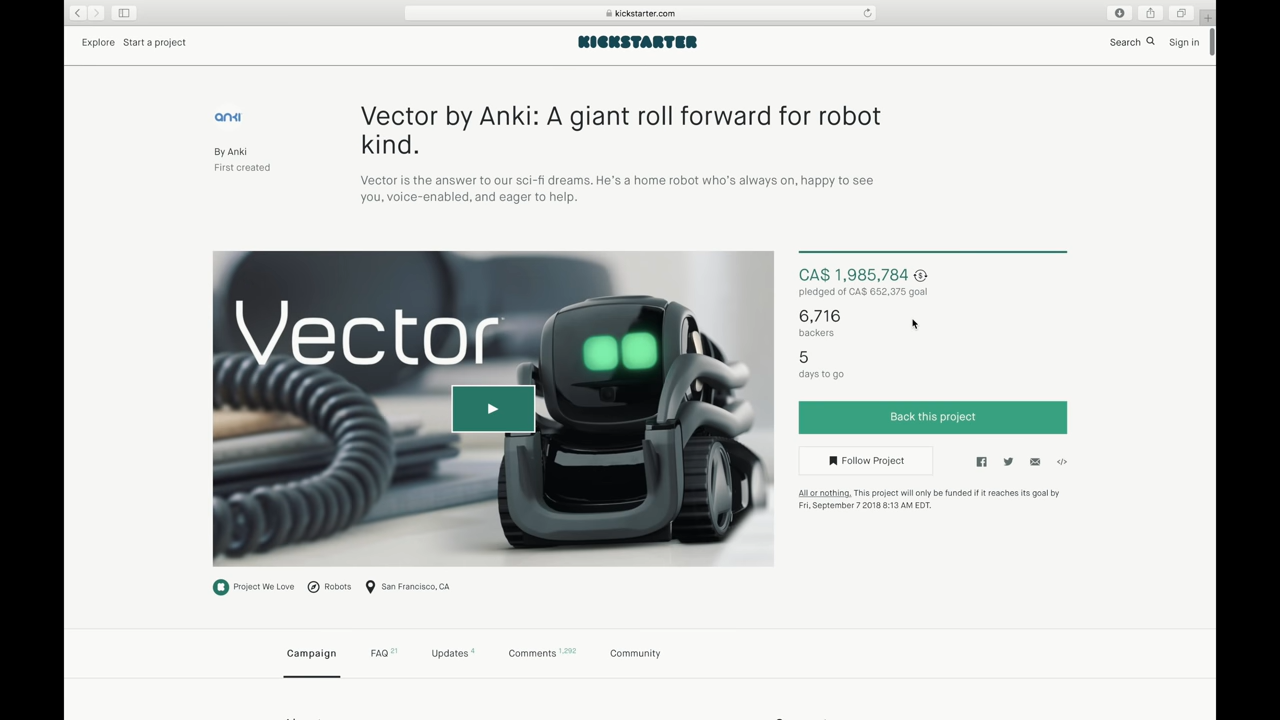 kickstarter.com
Explore Start a project
KICKSTARTER
Search Sign in
anki
By Anki
First created
Vector by Anki: A giant roll forward for robot
kind.
Vector is the answer to our sci-fi dreams. He's a home robot who's always on, happy to see
you, voice-enabled, and eager to help.
Vector
CA$ 1,985,784
pledged of CA$ 652,375 goal
6,716
backers
5
days to go
Back this project
Follow Project
All or nothing. This project will only be funded if it reaches its goal by
Fri, September 7 2018 8:13 AM EDT.
Project We Love Robots San Francisco, CA
Campaign FAQ 21 Updates 4 Comments 1,292 Community